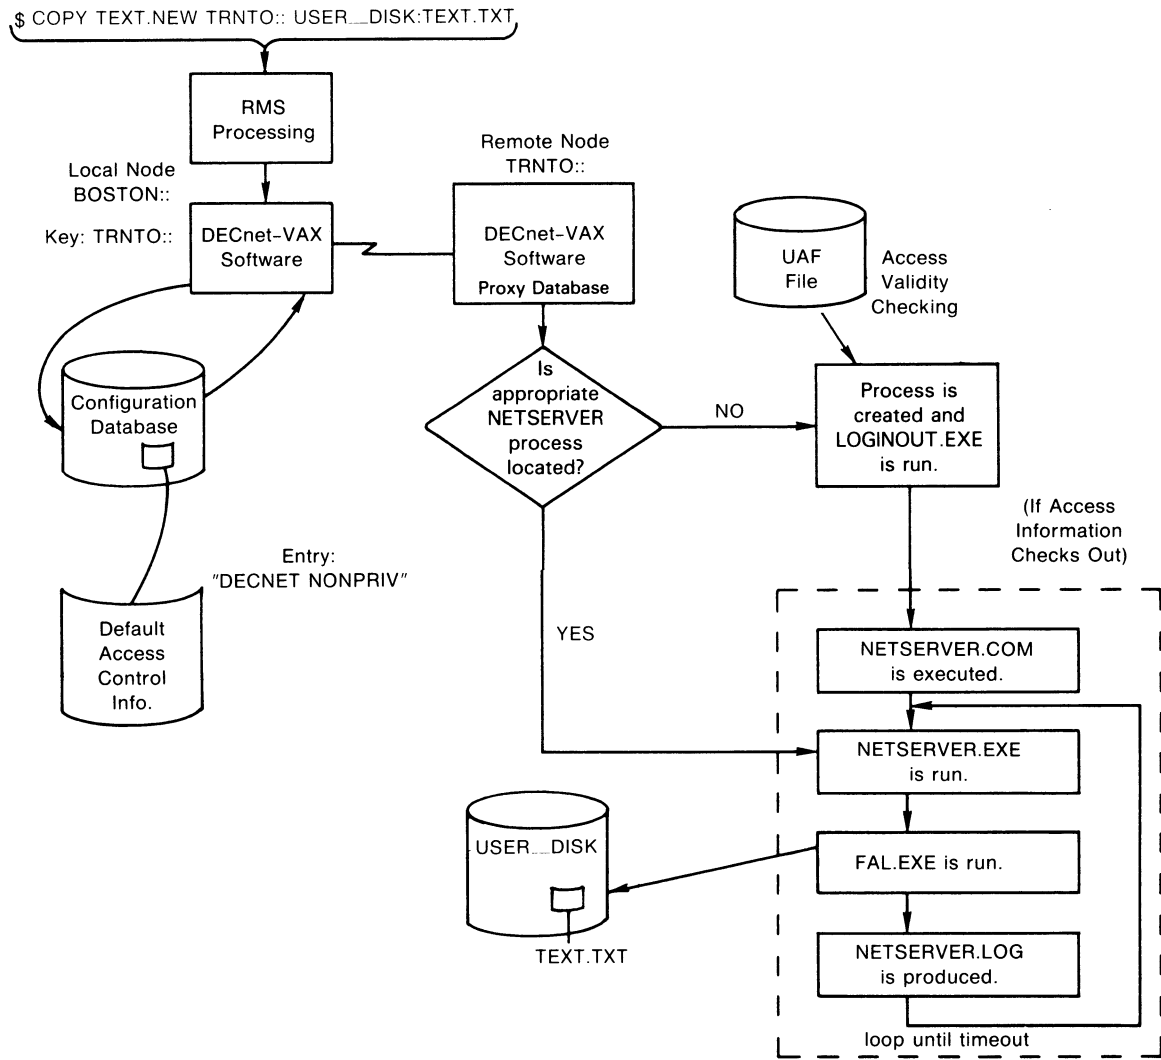 $ COPY TEXT.NEW TRNTO:: USER__DISK:TEXT.TXT
RMS
Processing
Local Node
BOSTON::
Key: TRNTO::
DECnet-VAX
Software
Remote Node
TRNTO::
DECnet-VAX
Software
Proxy Database
UAF
File
Access
Validity
Checking
Configuration
Database
Is
appropriate
NETSERVER
process
located?
NO
Process is
created and
LOGINOUT.EXE
is run.
(If Access
Information
Checks Out)
Entry:
"DECNET NONPRIV"
Default
Access
Control
Info.
YES
NETSERVER.COM
is executed.
NETSERVER.EXE
is run.
USER__DISK
TEXT.TXT
FAL.EXE is run.
NETSERVER.LOG
is produced.
loop until timeout